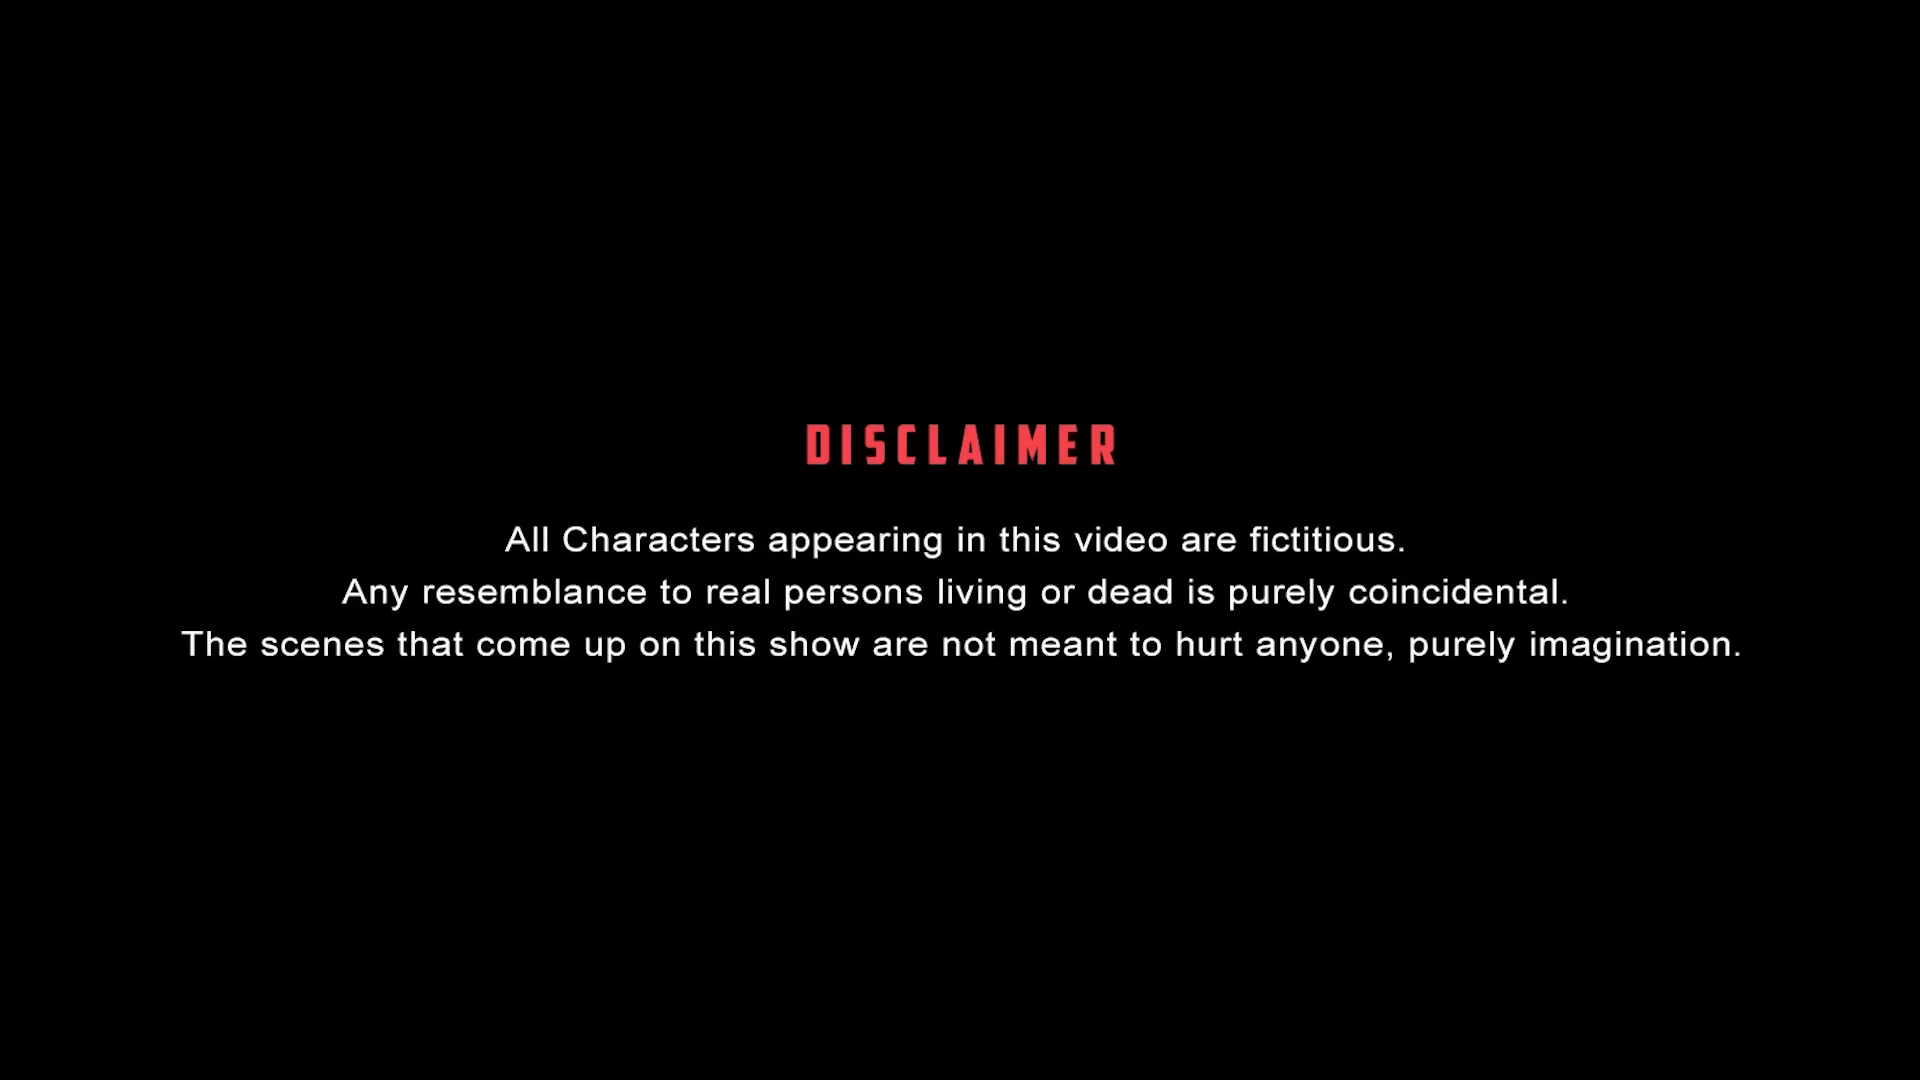 DISCLAIMER
All Characters appearing in this video are fictitious.
Any resemblance to real persons living or dead is purely coincidental.
The scenes that come up on this show are not meant to hurt anyone, purely imagination.